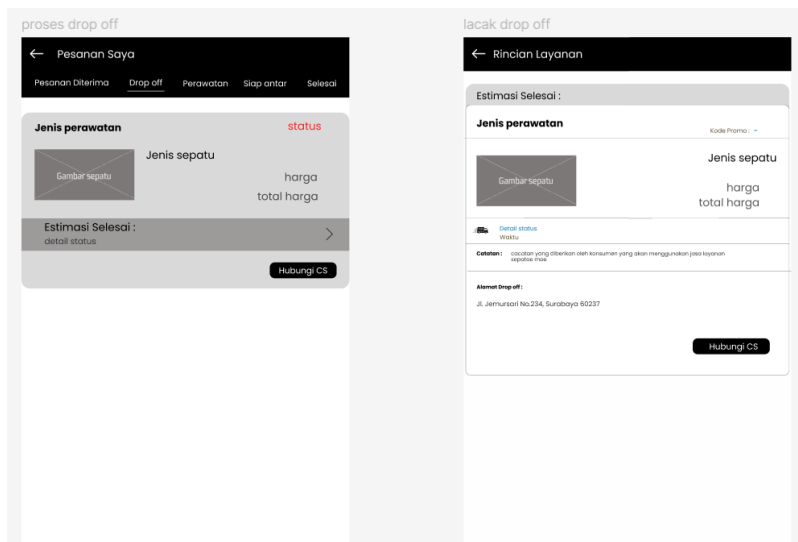 proses drop off
Pesanan Saya
Pesanan Diterima Drop off Perawatan Siap antar Selesai
Jenis perawatan status
Gambar sepatu
Jenis sepatu
harga
total harga
Estimasi Selesai :
detail status
Hubungi CS
lacak drop off
Rincian Layanan
Estimasi Selesai :
Jenis perawatan
Kode Promo : -
Gambar sepatu
Jenis sepatu
harga
total harga
Detail status
Waktu
Catatan : cacatan yang diberikan oleh konsumen yang akan menggunakan jasa layanan
sepatoe mas
Alamat Drop off :
Jl. Jemursari No.234, Surabaya 60237
Hubungi CS